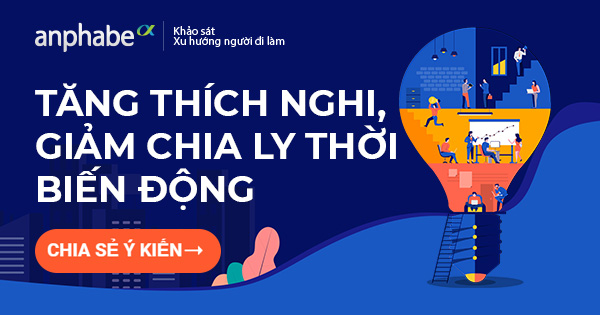 anphabe α
Khảo sát
Xu hướng người đi làm
TĂNG THÍCH NGHI,
GIẢM CHIA LY THỜI
BIẾN ĐỘNG
CHIA SẺ Ý KIẾN→